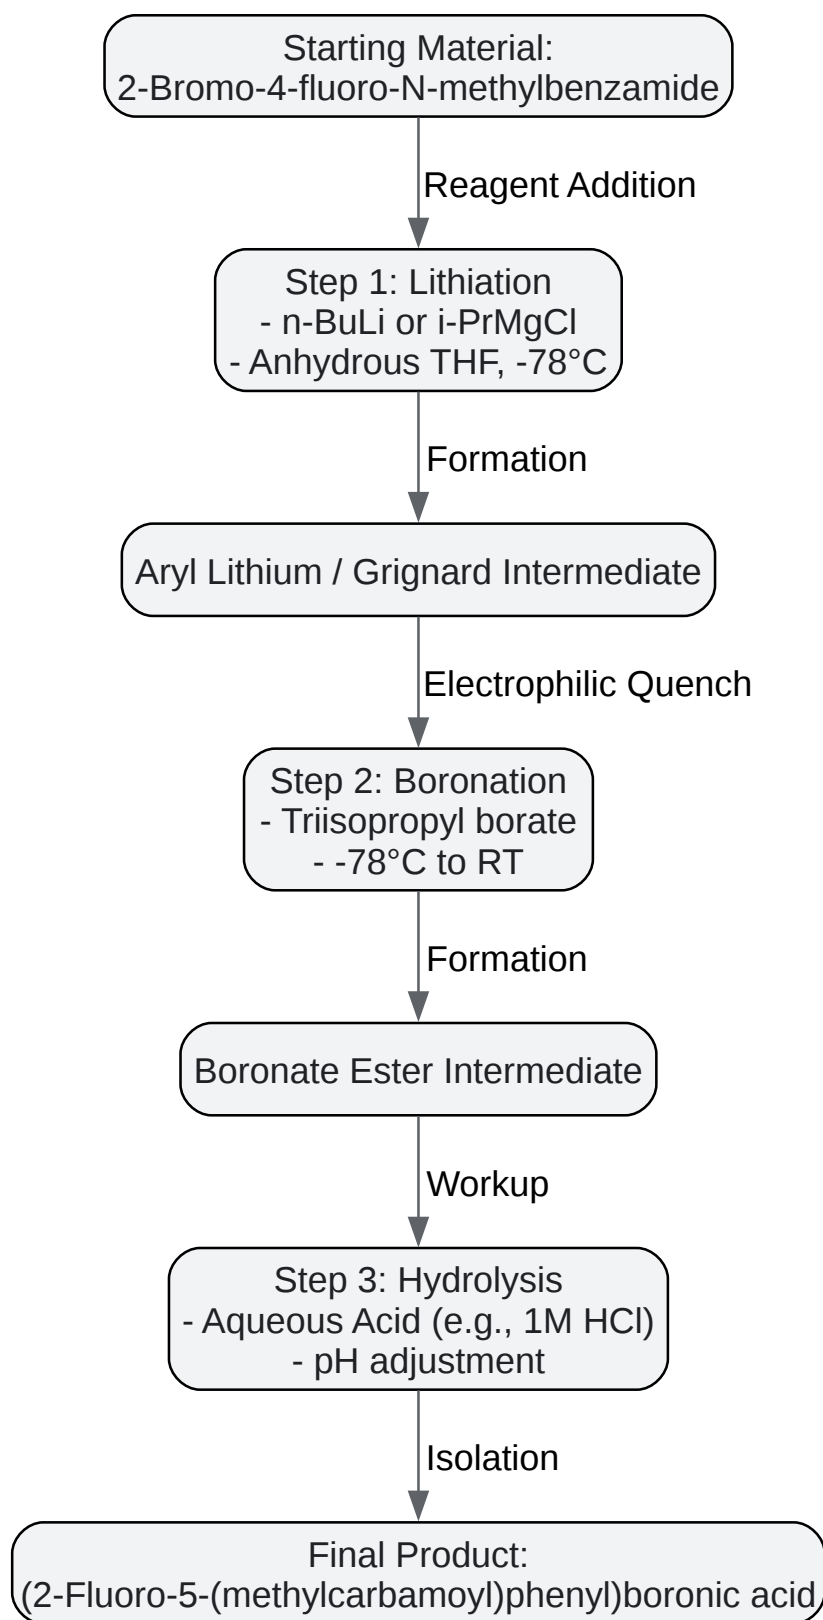 Starting Material:
2-Bromo-4-fluoro-N-methylbenzamide
Reagent Addition
Step 1: Lithiation
- n-BuLi or i-PrMgCl
- Anhydrous THF, -78°C
Formation
Aryl Lithium / Grignard Intermediate
Electrophilic Quench
Step 2: Boronation
- Triisopropyl borate
- -78°C to RT
Formation
Boronate Ester Intermediate
Workup
Step 3: Hydrolysis
- Aqueous Acid (e.g., 1M HCl)
- pH adjustment
Isolation
Final Product:
(2-Fluoro-5-(methylcarbamoyl)phenyl)boronic acid